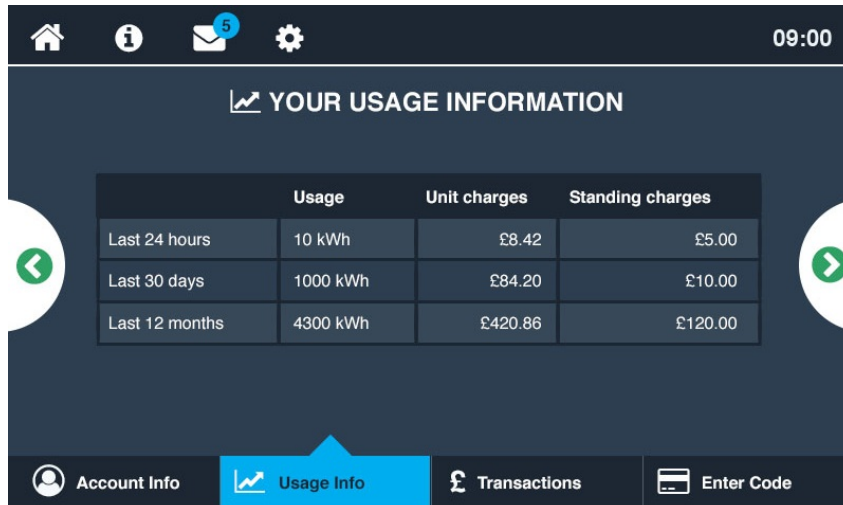 5
09:00
YOUR USAGE INFORMATION
Usage Unit charges Standing charges
Last 24 hours 10 kWh £8.42 £5.00
Last 30 days 1000 kWh £84.20 £10.00
Last 12 months 4300 kWh £420.86 £120.00
Account Info Usage Info £ Transactions Enter Code